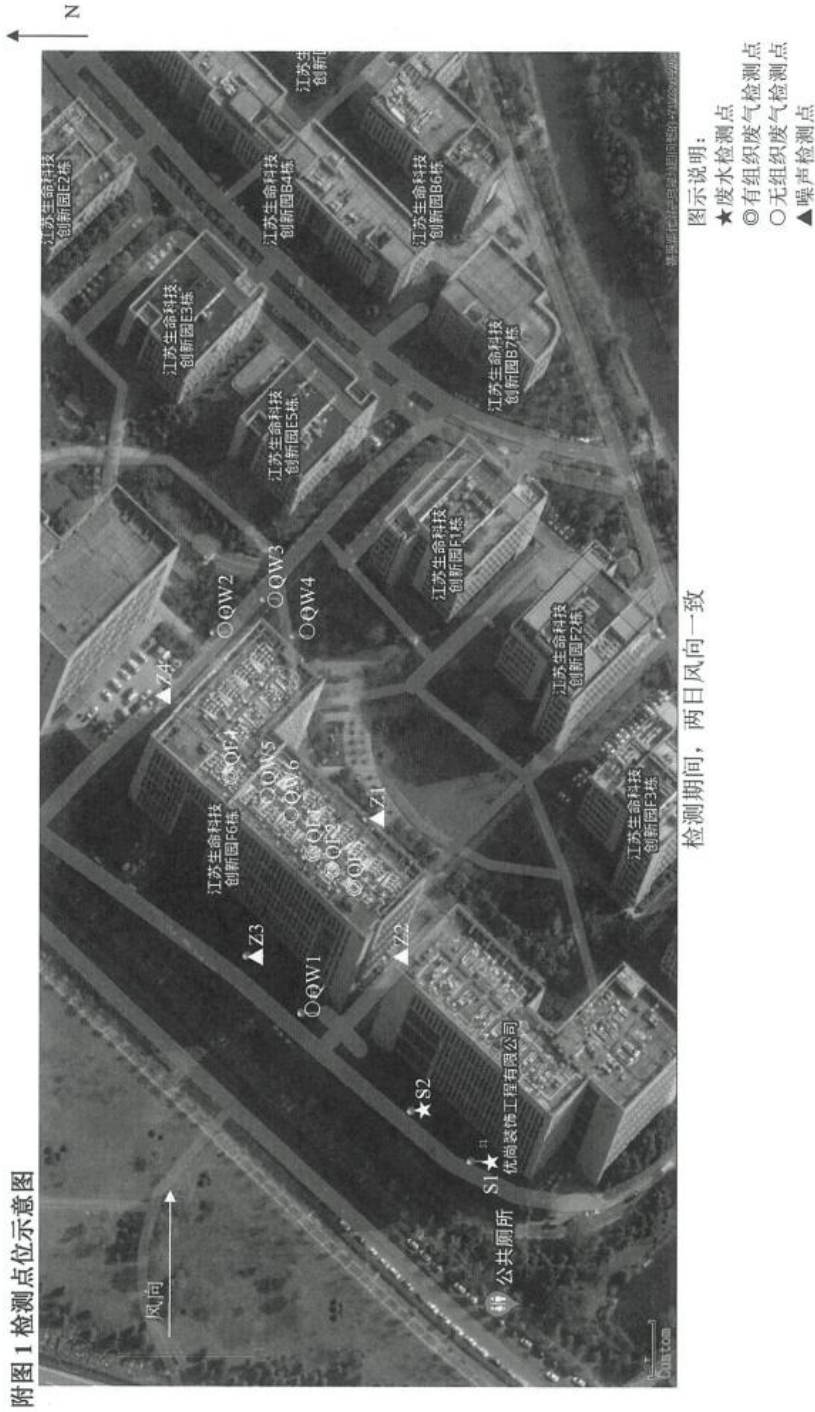 附图 1 检测点位示意图
N
风向
江苏生命科技
创新园E2栋
江苏生命科技
创新园E3栋
江苏生命科技
创新园B4栋
江苏生命科技
创新园E5栋
江苏生命科技
创新园B6栋
江苏生命科技
创新园B7栋
江苏生命科技
创新园F1栋
江苏生命科技
创新园F2栋
江苏生命科技
创新园F3栋
江苏生命科技
创新园F6栋
▲Z4
○QW2
○QW3
○QW4
◎QF4
○QW5
○QW6
◎QF1
◎QF2
▲Z1
▲Z3
○QW1
▲Z2
★S2
S1★
优尚装饰工程有限公司
公共厕所
Custom
检测期间，两日风向一致
图示说明：
★废水检测点
◎有组织废气检测点
○无组织废气检测点
▲噪声检测点